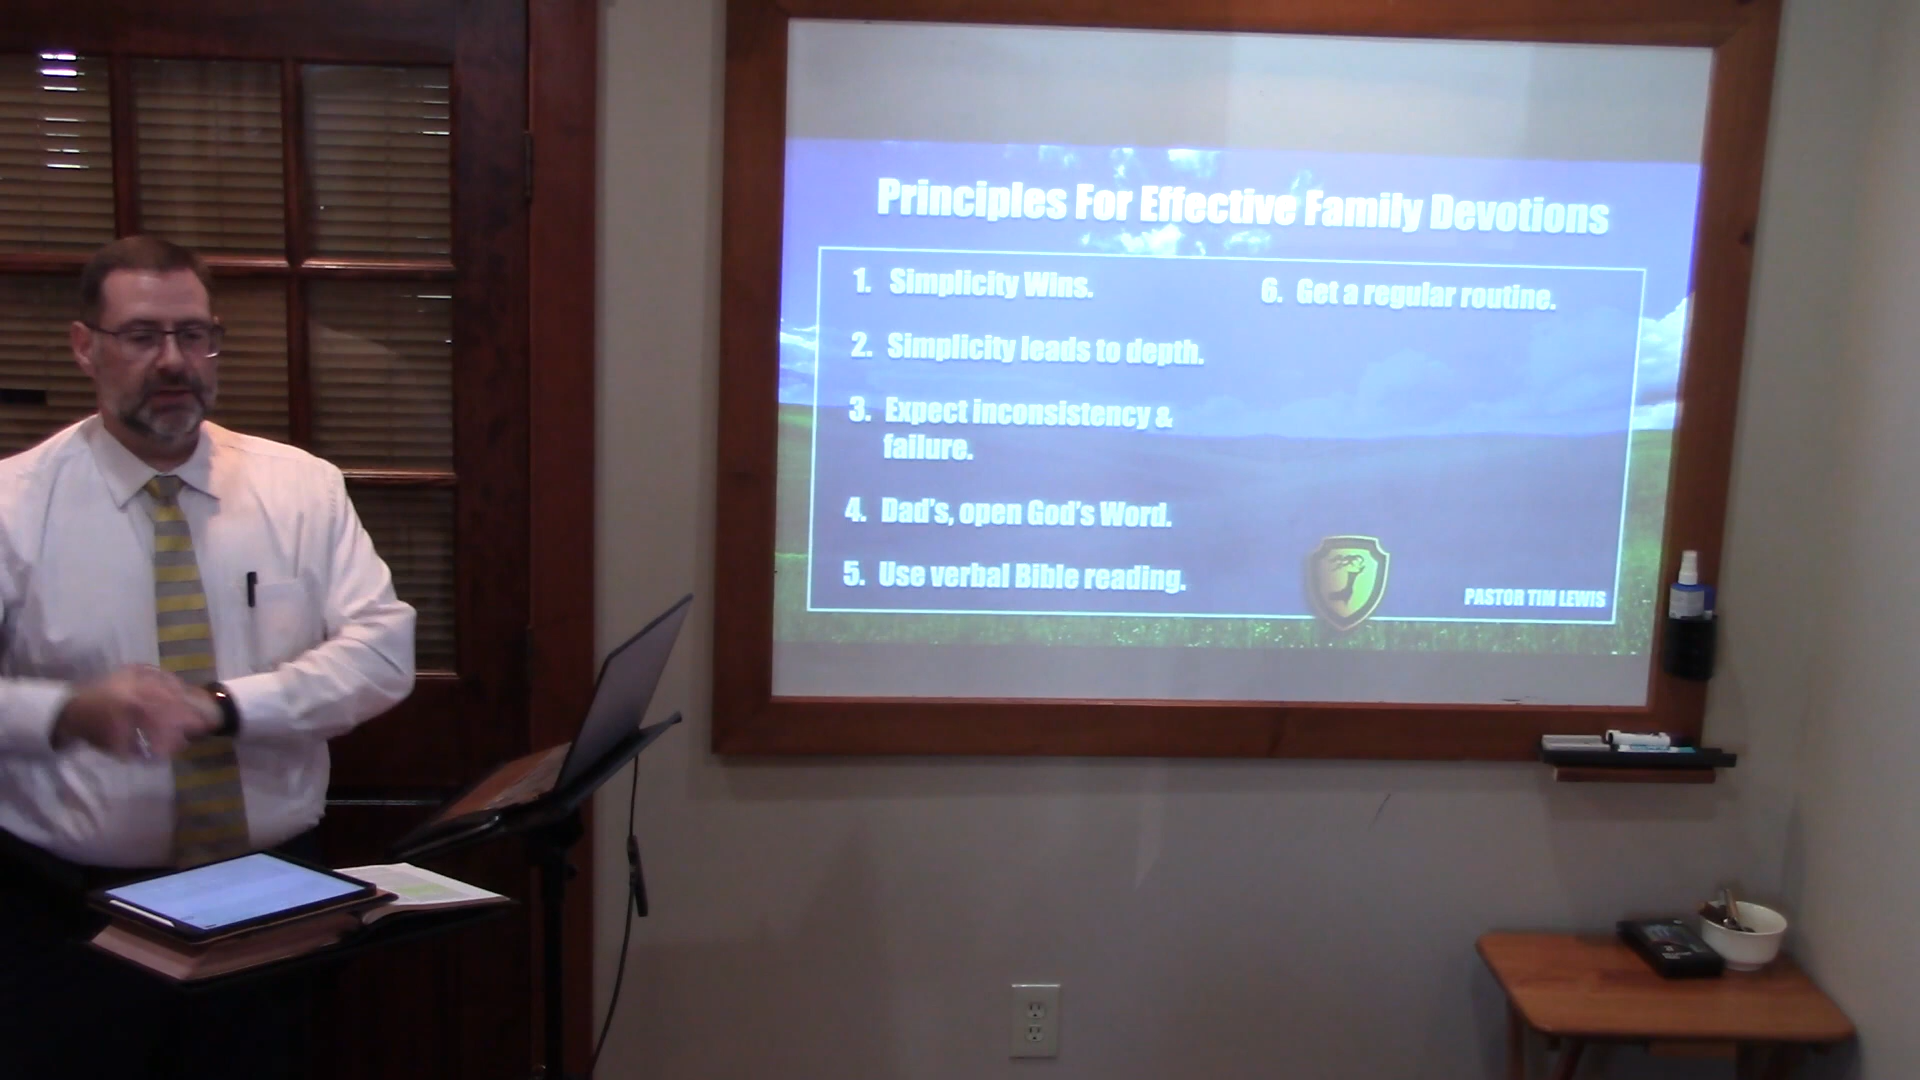 Principles For Effective Family Devotions
1. Simplicity Wins.
2. Simplicity leads to depth.
3. Expect inconsistency &
failure.
4. Dad's, open God's Word.
5. Use verbal Bible reading.
6. Get a regular routine.
PASTOR TIM LEWIS